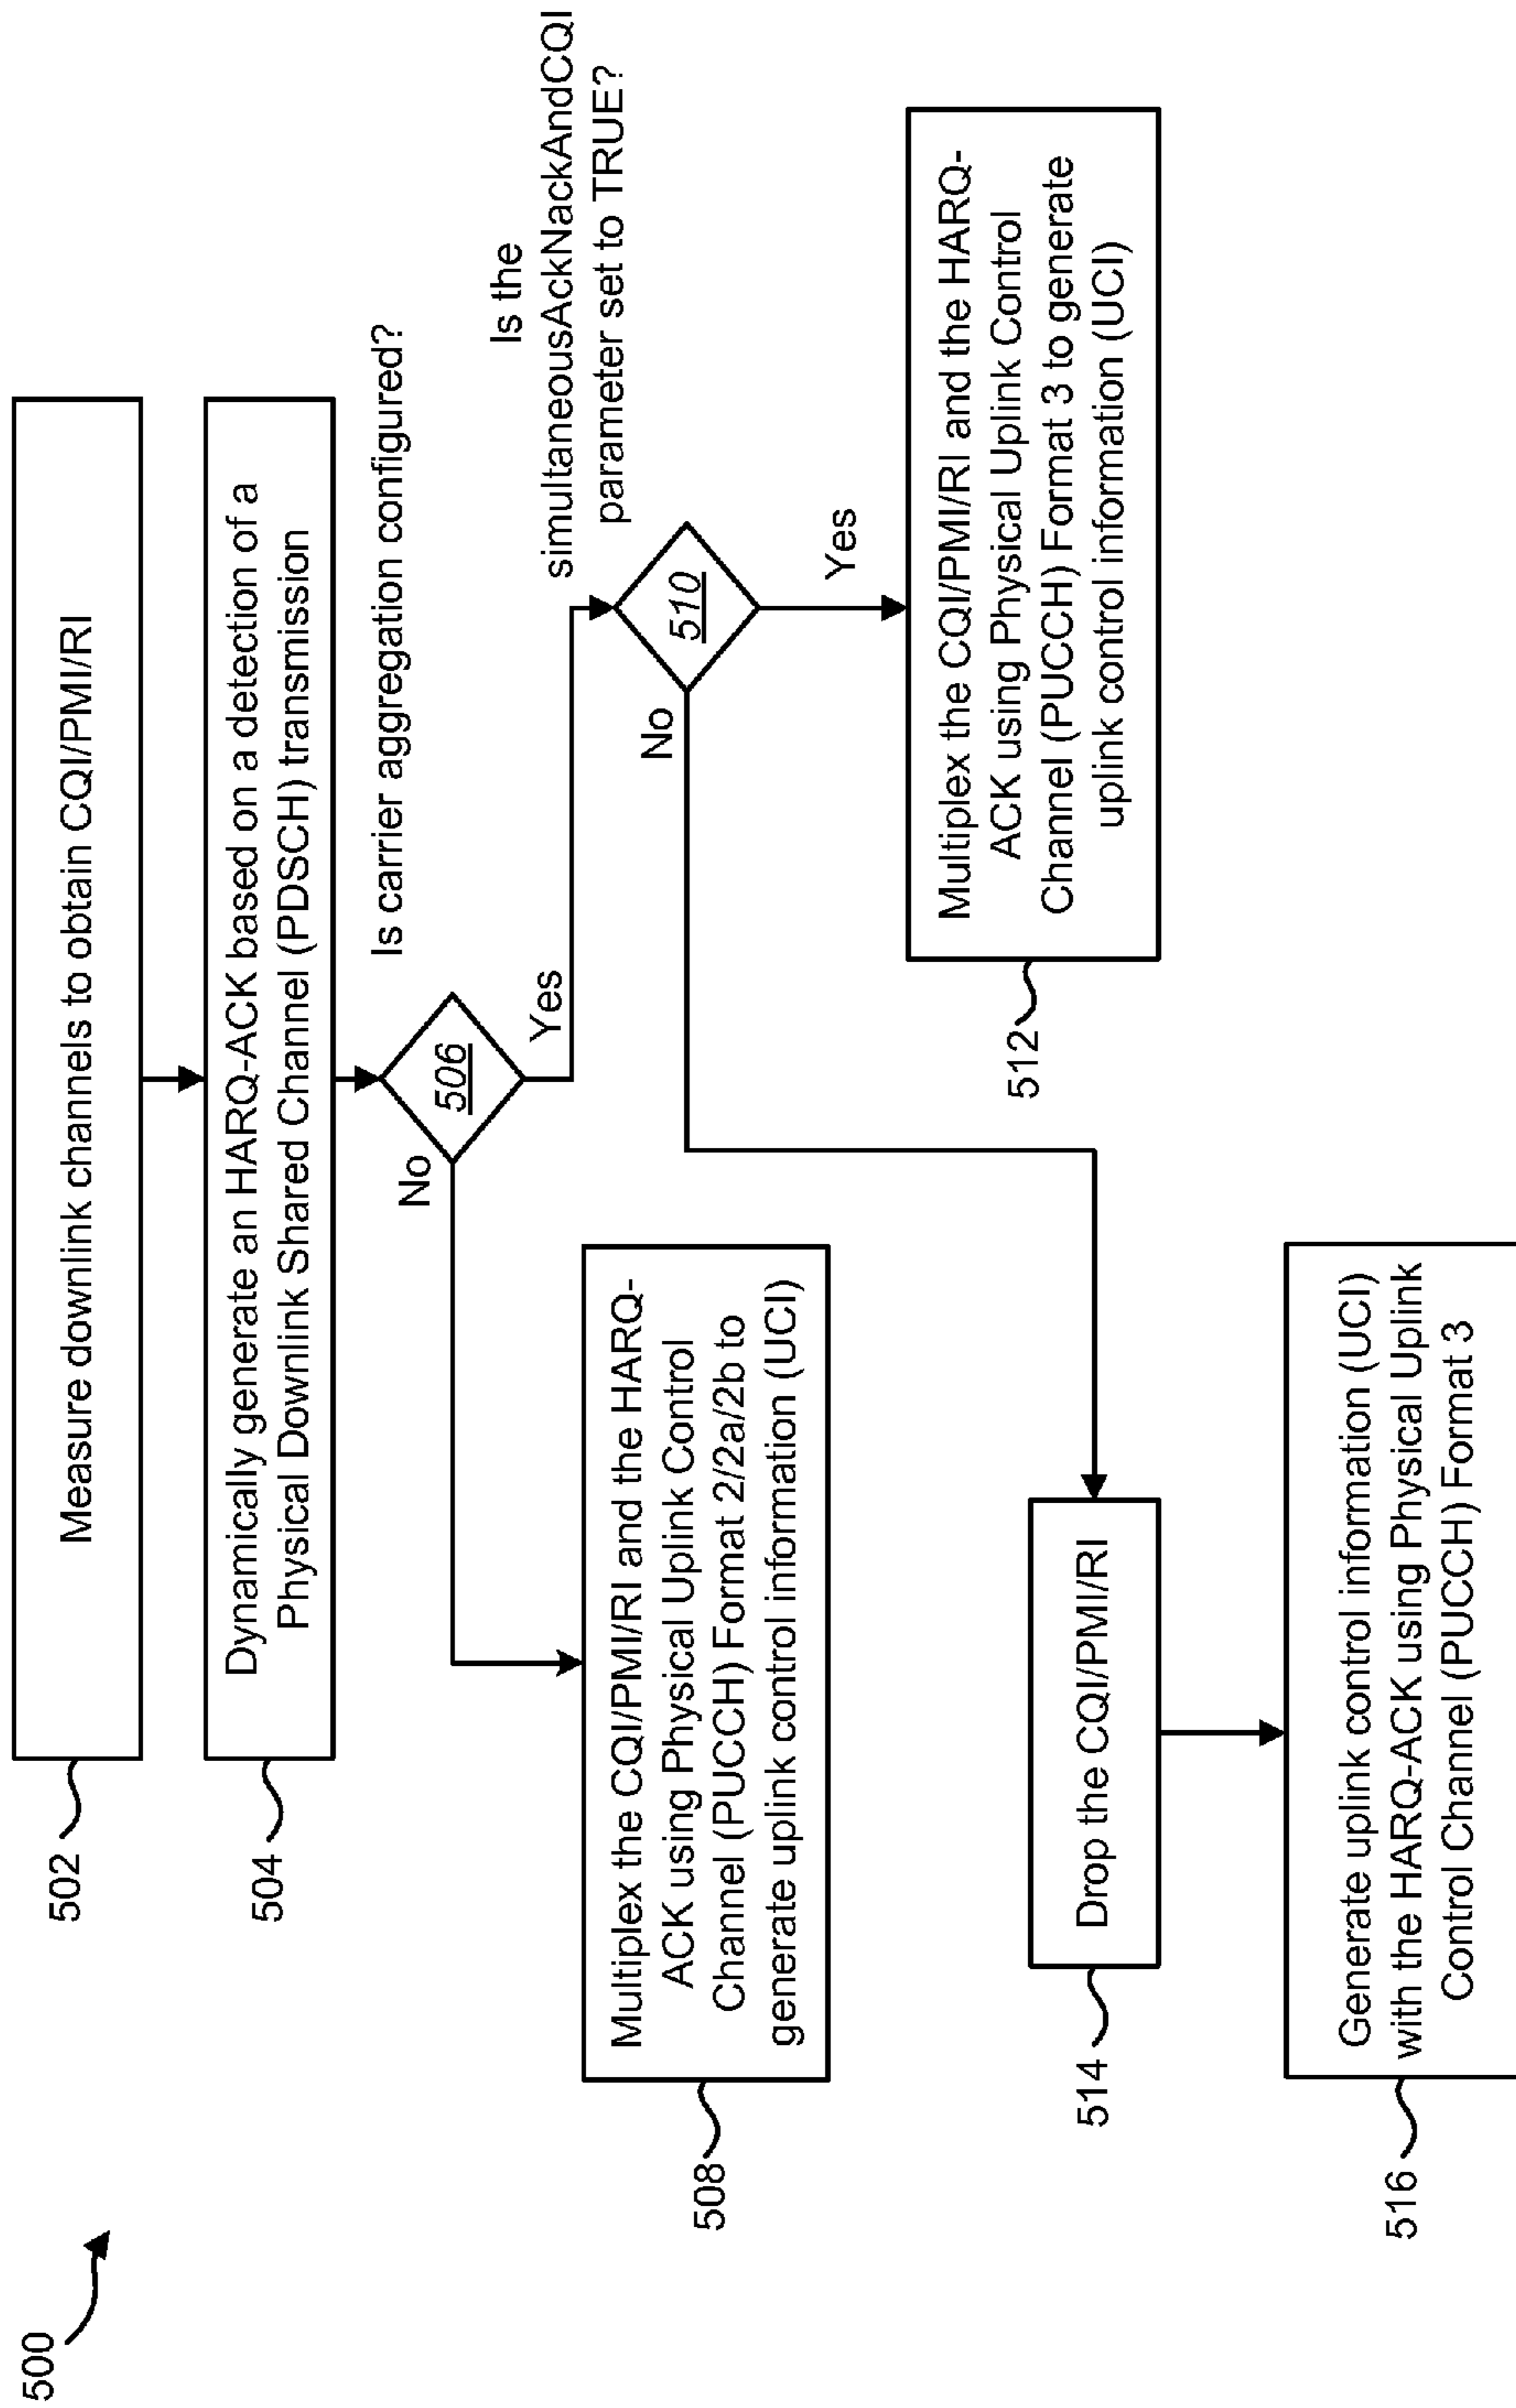 500
502
Measure downlink channels to obtain CQI/PMI/RI
504
Dynamically generate an HARQ-ACK based on a detection of a
Physical Downlink Shared Channel (PDSCH) transmission
Is carrier aggregation configured?
506
No
Yes
Is the
simultaneousAckNackAndCQI
parameter set to TRUE?
510
No
Yes
508
Multiplex the CQI/PMI/RI and the HARQ-
ACK using Physical Uplink Control
Channel (PUCCH) Format 2/2a/2b to
generate uplink control information (UCI)
512
Multiplex the CQI/PMI/RI and the HARQ-
ACK using Physical Uplink Control
Channel (PUCCH) Format 3 to generate
uplink control information (UCI)
514
Drop the CQI/PMI/RI
516
Generate uplink control information (UCI)
with the HARQ-ACK using Physical Uplink
Control Channel (PUCCH) Format 3